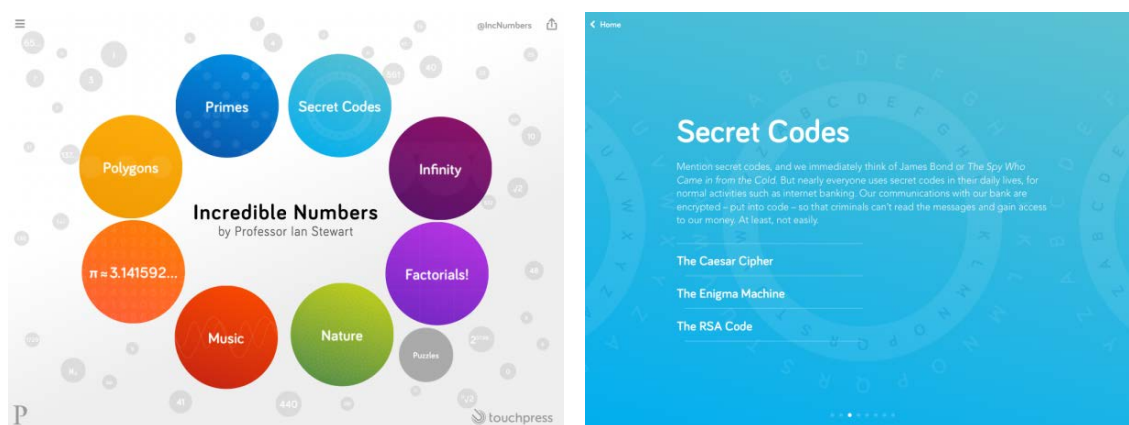 @IncNumbers
Primes
Secret Codes
Polygons
Infinity
Incredible Numbers
by Professor Ian Stewart
π ≈ 3.141592...
Factorials!
Music
Nature
Puzzles
40
10
48
41
440
P
touchpress
Home
Secret Codes
Mention secret codes, and we immediately think of James Bond or The Spy Who
Came in from the Cold. But nearly everyone uses secret codes in their daily lives, for
normal activities such as internet banking. Our communications with our bank are
encrypted – put into code – so that criminals can't read the messages and gain access
to our money. At least, not easily.
The Caesar Cipher
The Enigma Machine
The RSA Code